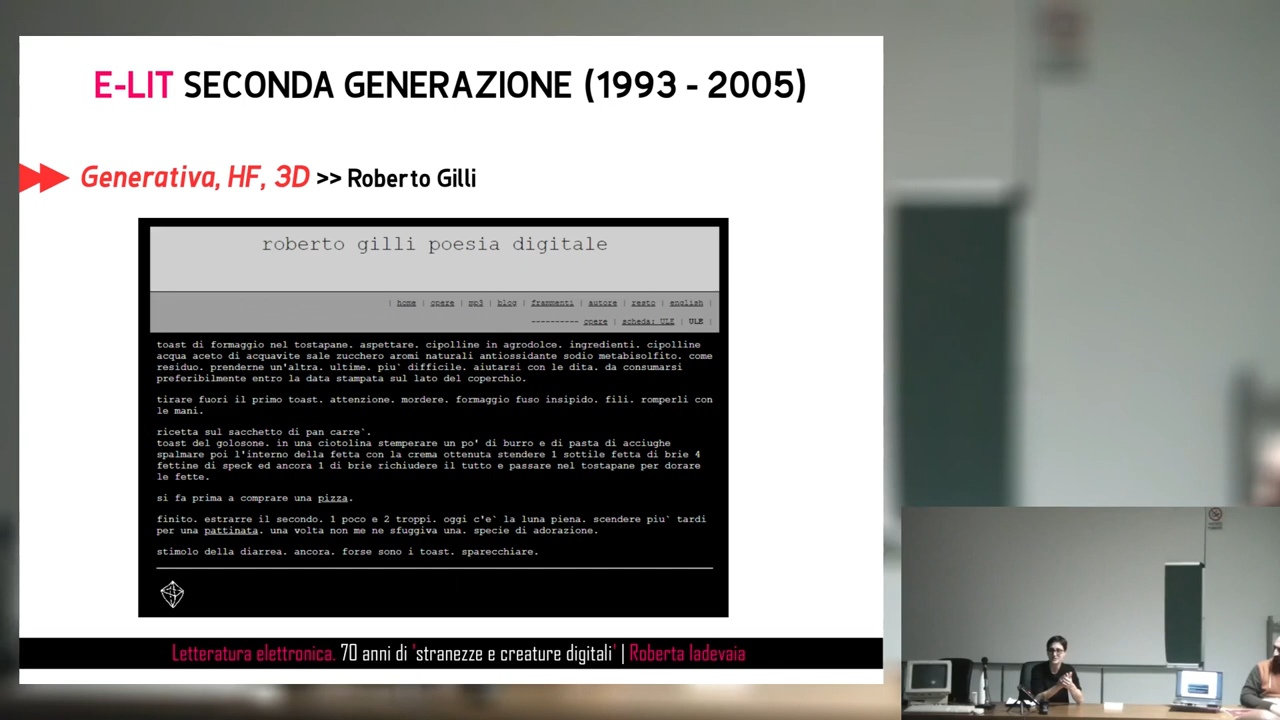 E-LIT SECONDA GENERAZIONE (1993 - 2005)
Generativa, HF, 3D >> Roberto Gilli
roberto gilli poesia digitale
| home | opere | mp3 | blog | frammenti | autore | resto | english |
---------- opere | scheda: ULE | ULE |
toast di formaggio nel tostapane. aspettare. cipolline in agrodolce. ingredienti. cipolline
acqua aceto di acquavite sale zucchero aromi naturali antiossidante sodio metabisolfito. come
residuo. prenderne un'altra. ultime. piu` difficile. aiutarsi con le dita. da consumarsi
preferibilmente entro la data stampata sul lato del coperchio.
tirare fuori il primo toast. attenzione. mordere. formaggio fuso insipido. fili. romperli con
le mani.
ricetta sul sacchetto di pan carre`.
toast del golosone. in una ciotolina stemperare un po' di burro e di pasta di acciughe
spalmare poi l'interno della fetta con la crema ottenuta stendere 1 sottile fetta di brie 4
fettine di speck ed ancora 1 di brie richiudere il tutto e passare nel tostapane per dorare
le fette.
si fa prima a comprare una pizza.
finito. estrarre il secondo. 1 poco e 2 troppi. oggi c'e` la luna piena. scendere piu` tardi
per una pattinata. una volta non me ne sfuggiva una. specie di adorazione.
stimolo della diarrea. ancora. forse sono i toast. sparecchiare.
Letteratura elettronica. 70 anni di 'stranezze e creature digitali' | Roberta Iadevaia